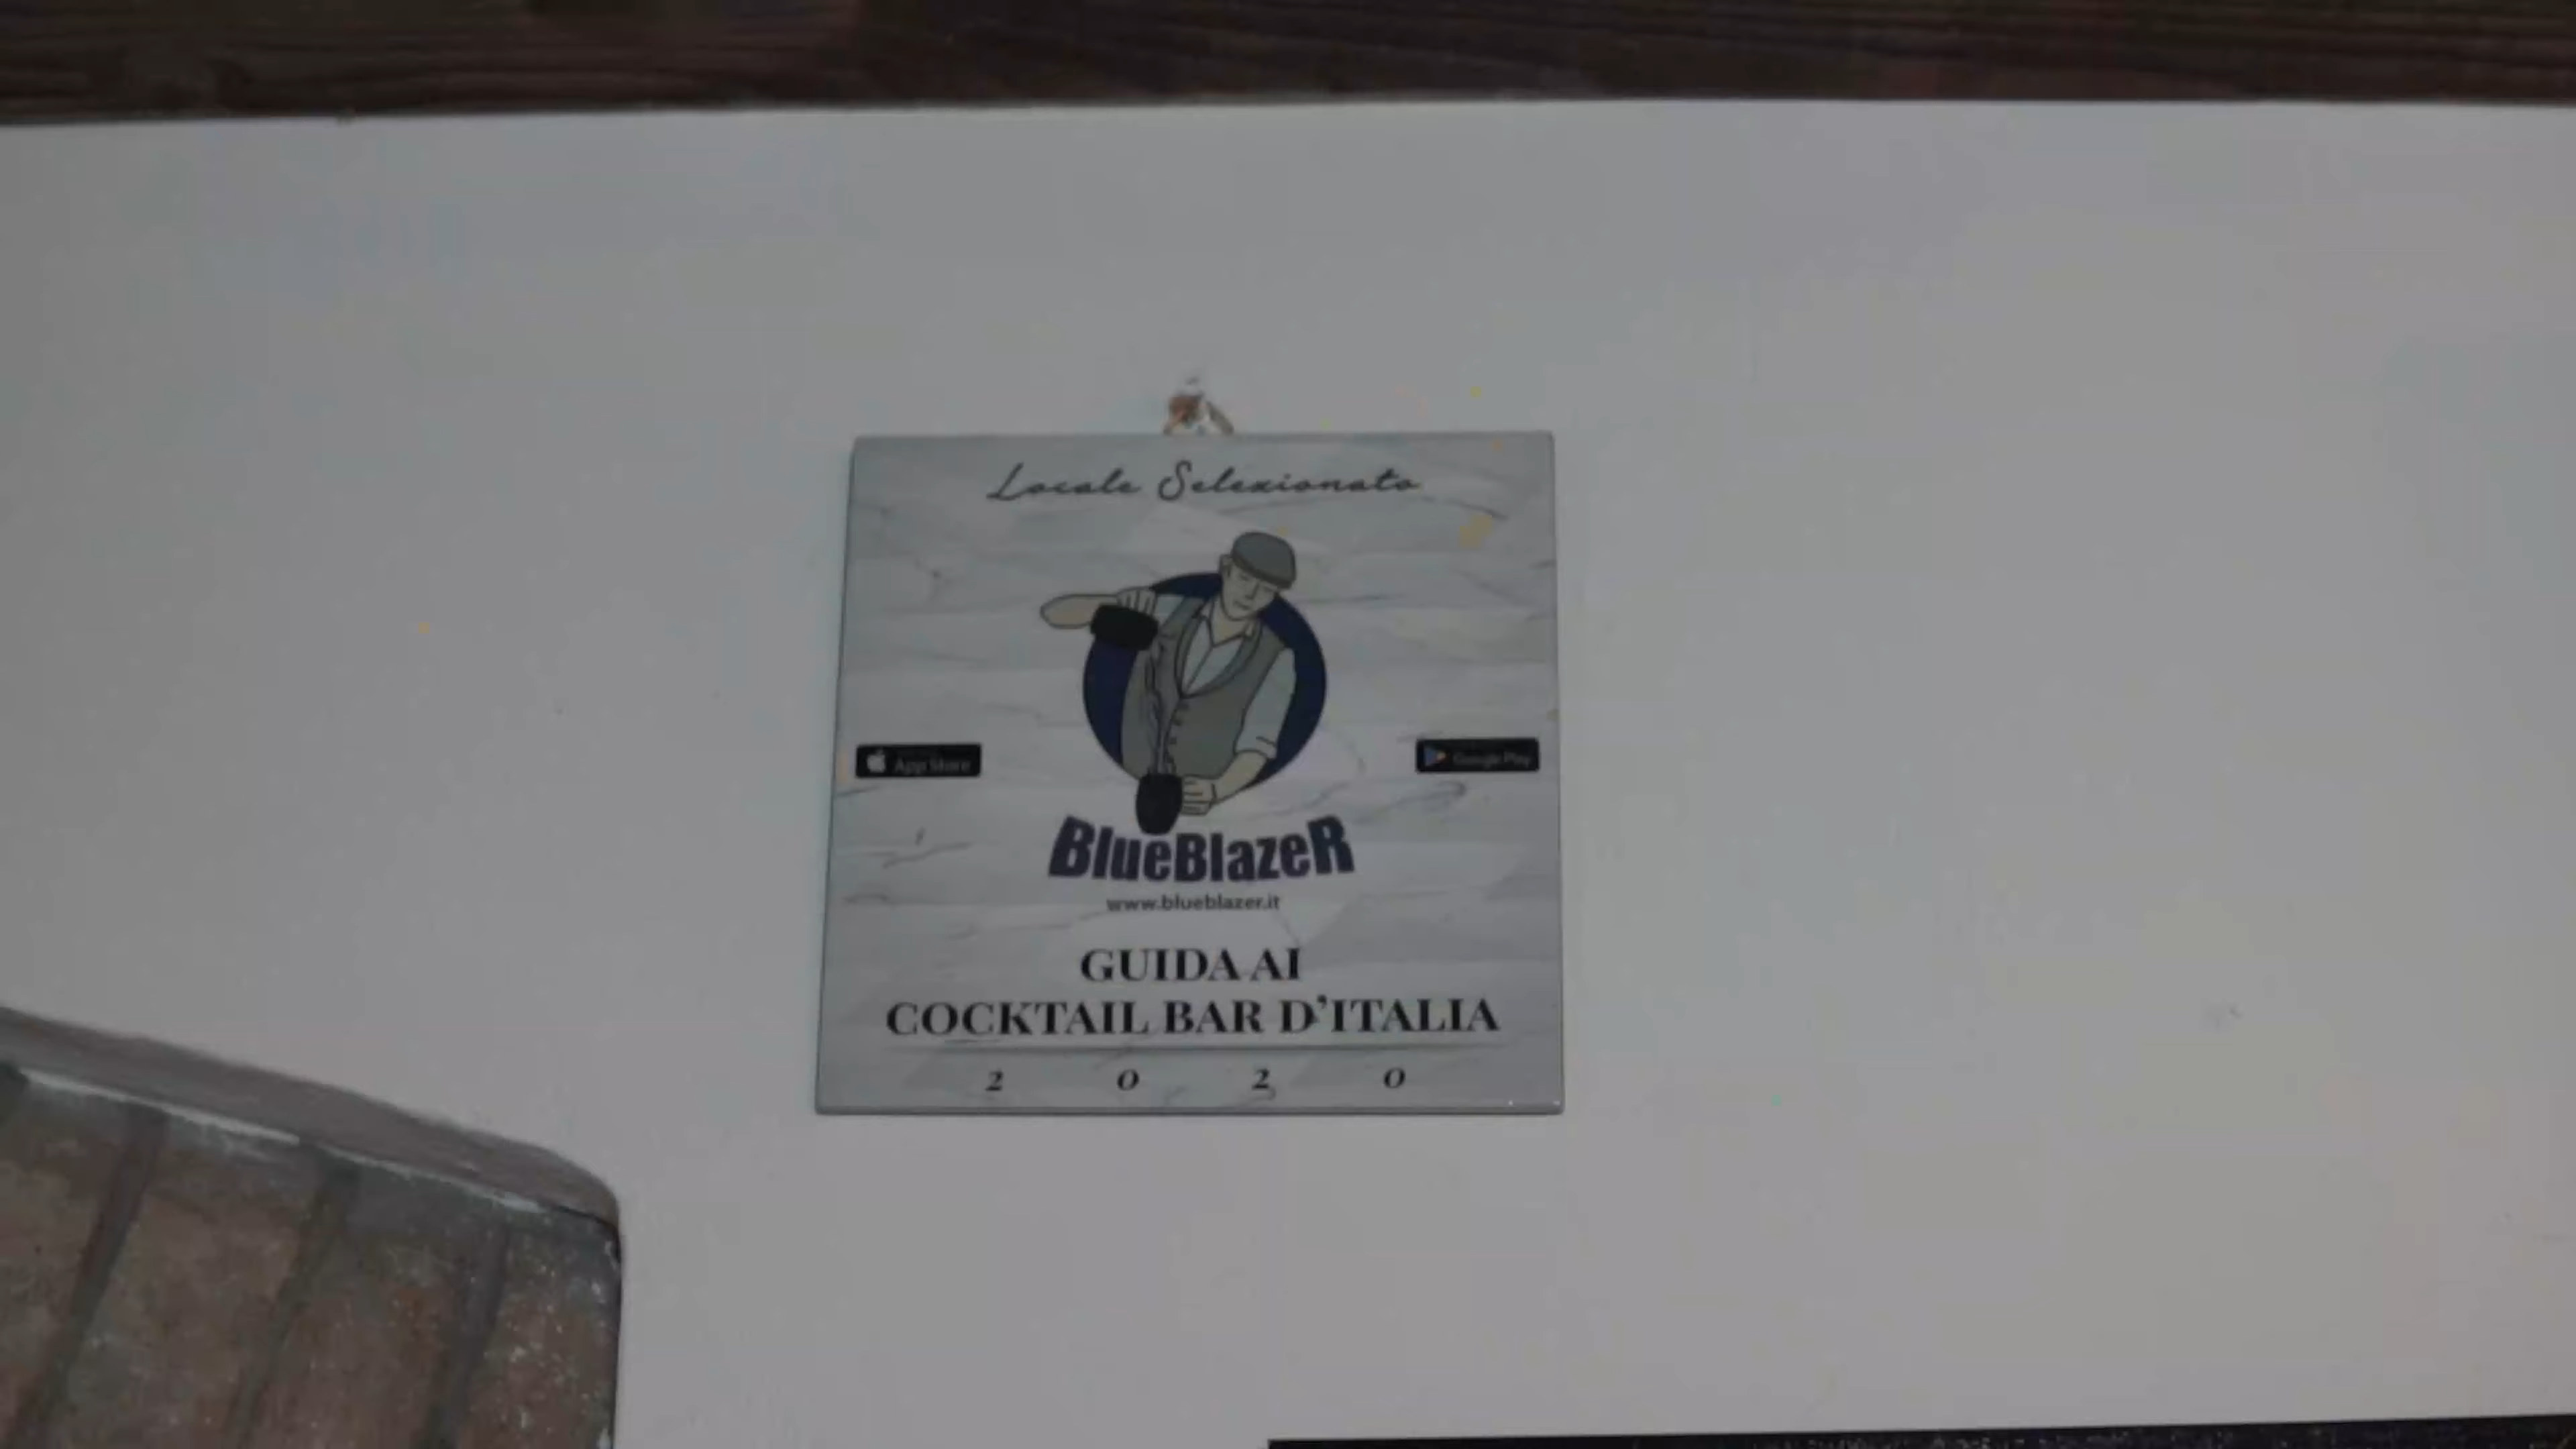 Locale Selezionato
App Store
Google Play
BlueBlazeR
www.blueblazer.it
GUIDA AI
COCKTAIL BAR D'ITALIA
2 0 2 0